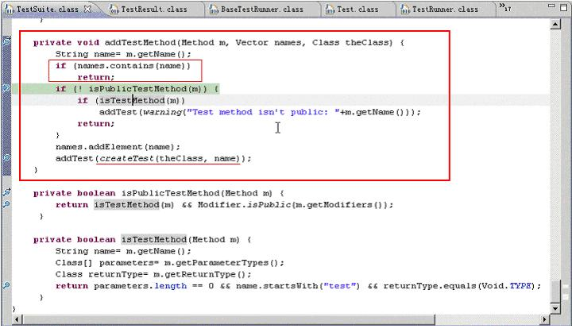 TestSuite.class
TestResult.class
BaseTestRunner.class
Test.class
TestRunner.class
private void addTestMethod(Method m, Vector names, Class theClass) {
String name= m.getName();
if (names.contains(name))
return;
if (! isPublicTestMethod(m)) {
if (isTestMethod(m))
addTest(warning("Test method isn't public: "+m.getName()));
return;
}
names.addElement(name);
addTest(createTest(theClass, name));
}
private boolean isPublicTestMethod(Method m) {
return isTestMethod(m) && Modifier.isPublic(m.getModifiers());
}
private boolean isTestMethod(Method m) {
String name= m.getName();
Class[] parameters= m.getParameterTypes();
Class returnType= m.getReturnType();
return parameters.length == 0 && name.startsWith("test") && returnType.equals(Void.TYPE);
}
}